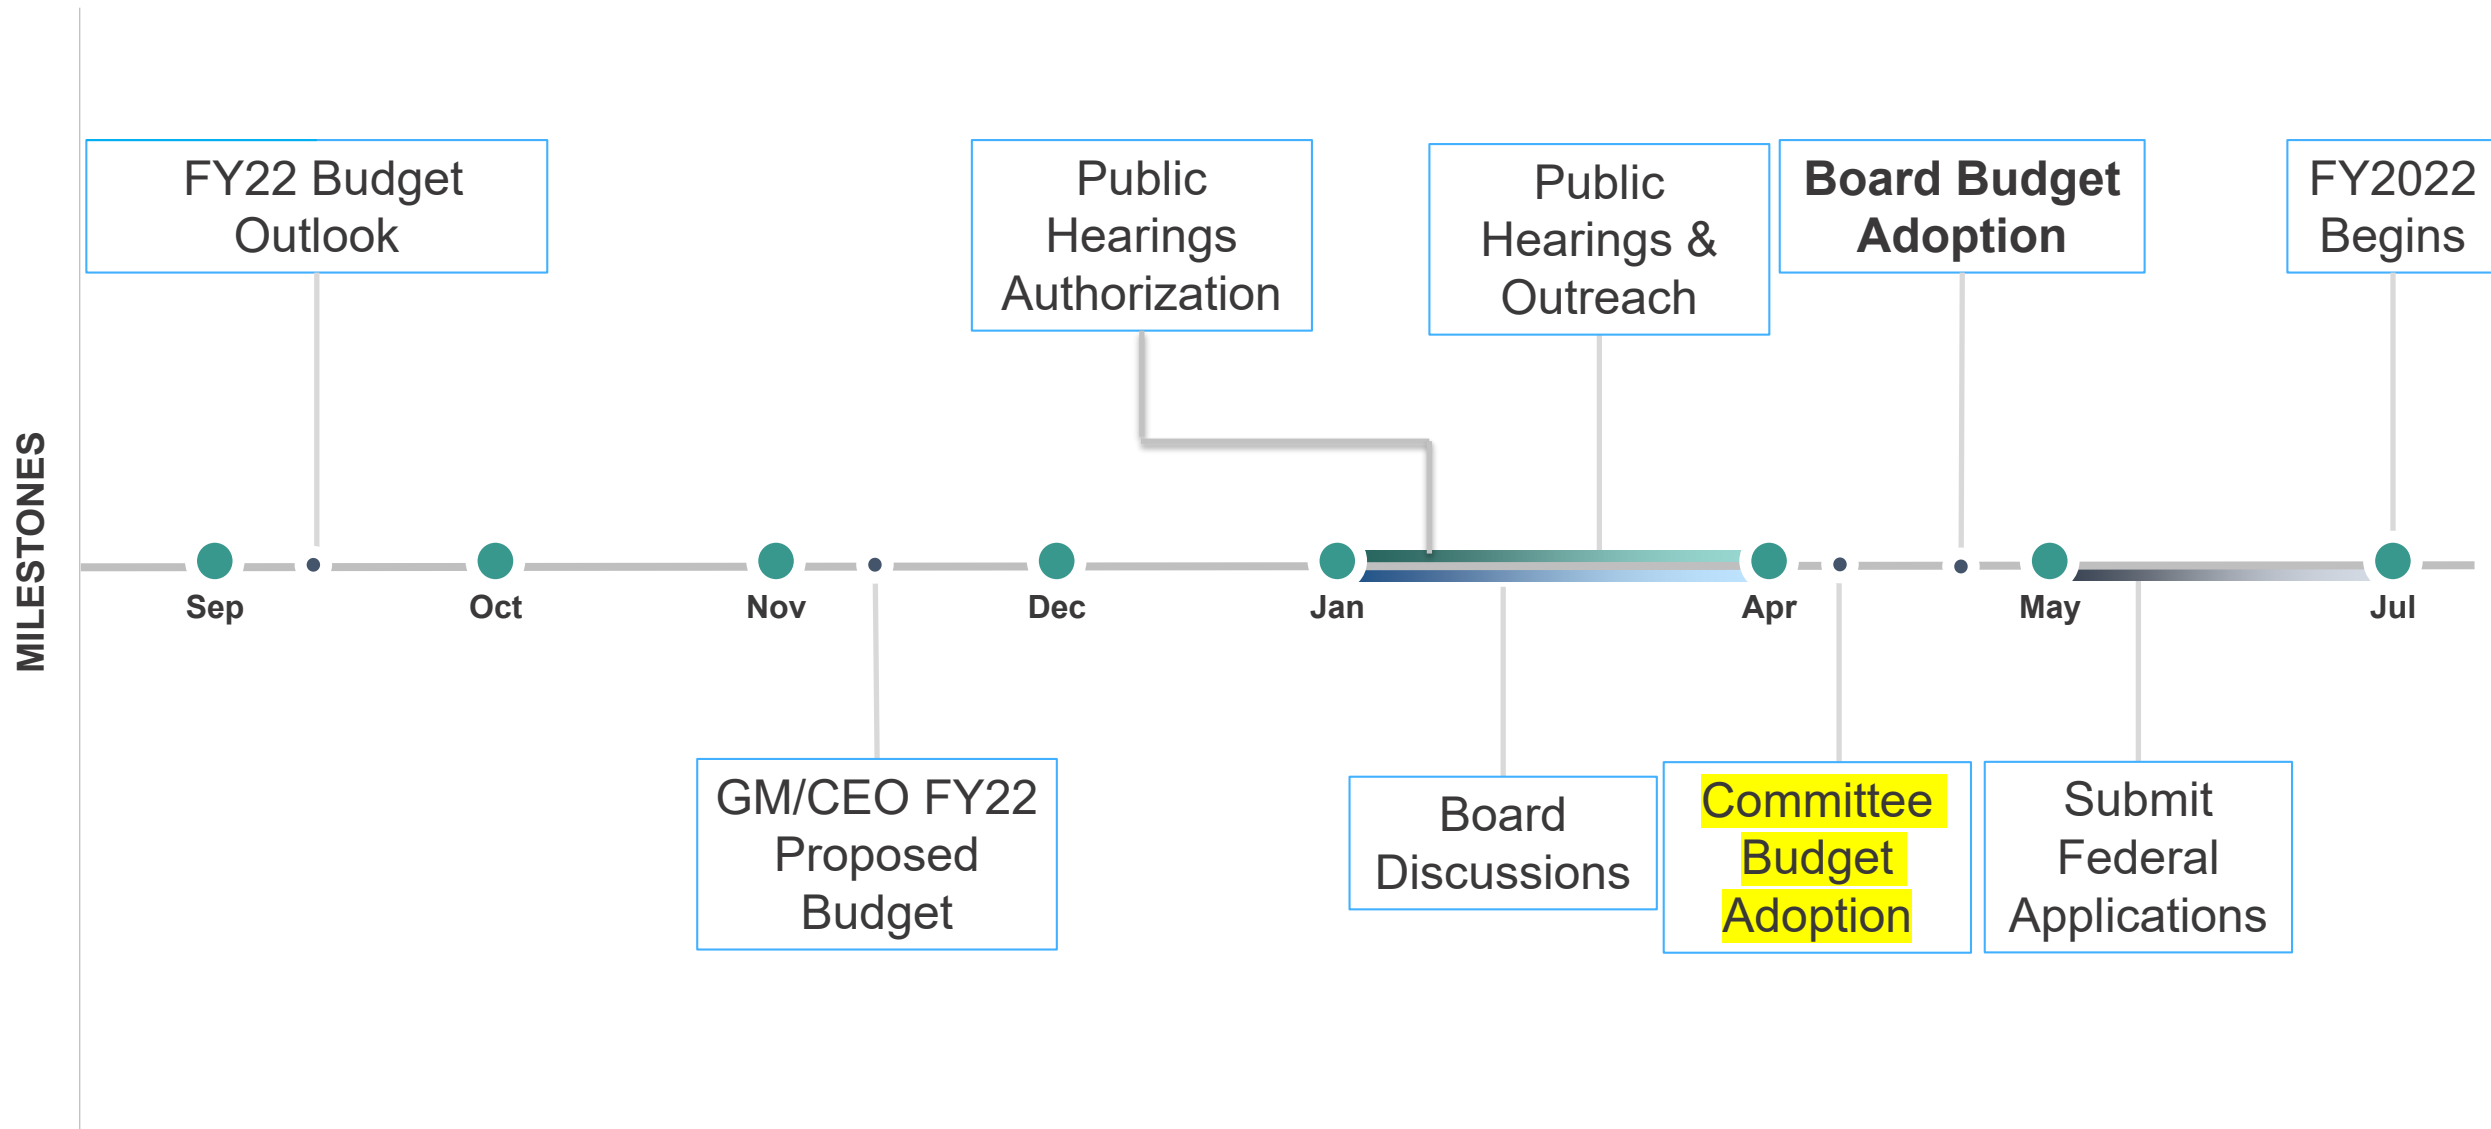 MILESTONES
FY22 Budget
Outlook
Public
Hearings
Authorization
Public
Hearings &
Outreach
Board Budget
Adoption
FY2022
Begins
Sep
Oct
Nov
Dec
Jan
Apr
May
Jul
GM/CEO FY22
Proposed
Budget
Board
Discussions
Committee
Budget
Adoption
Submit
Federal
Applications